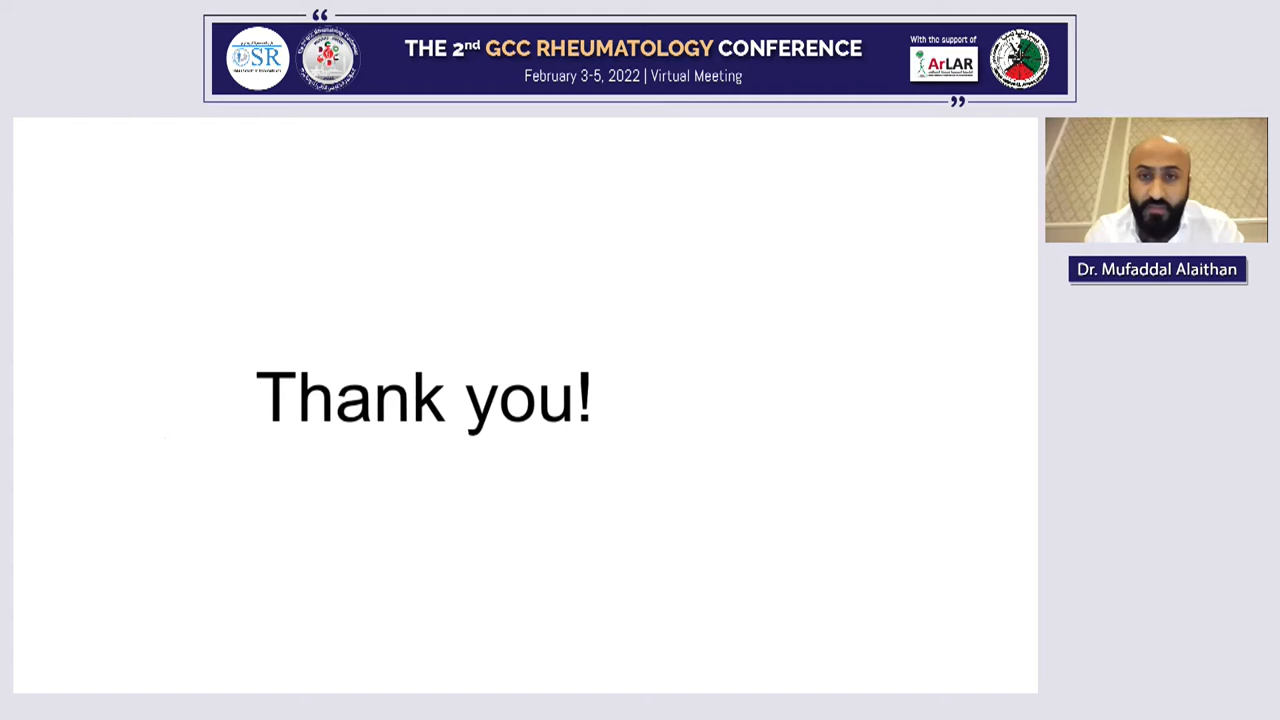 “
THE 2nd GCC RHEUMATOLOGY CONFERENCE
February 3-5, 2022 | Virtual Meeting
With the support of
SR
ArLAR
”
Thank you!
Dr. Mufaddal Alaithan